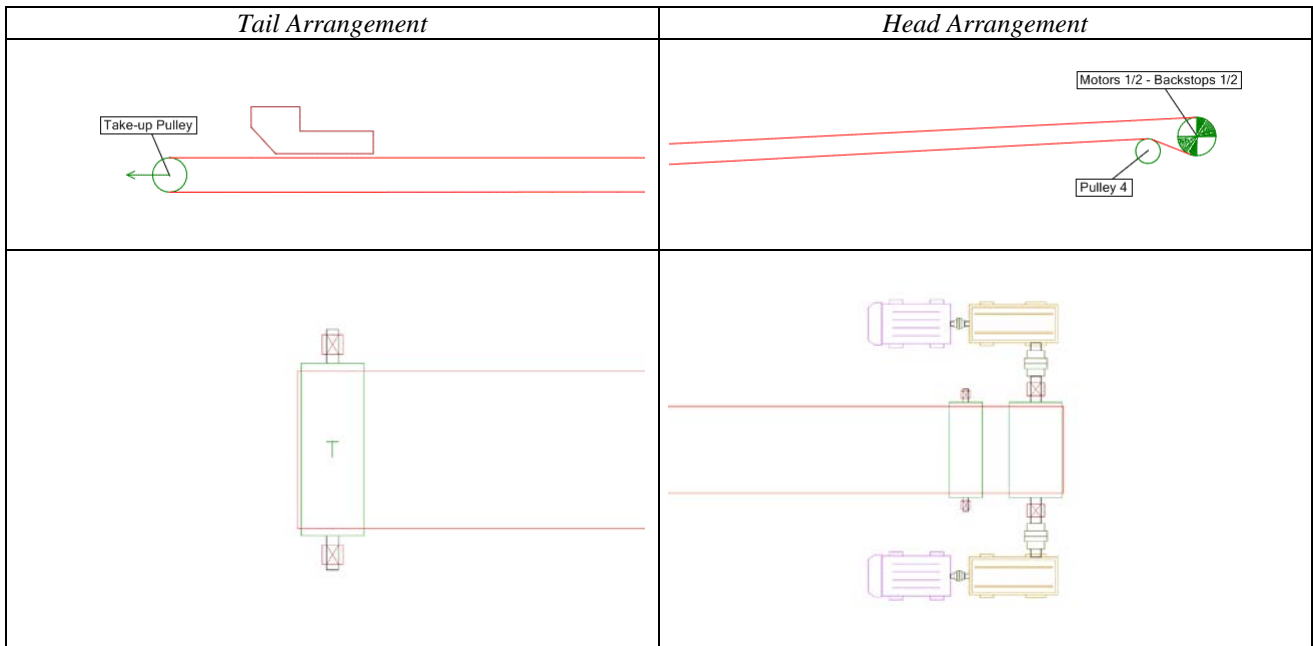 Tail Arrangement
Head Arrangement
Take-up Pulley
Motors 1/2 - Backstops 1/2
Pulley 4
T